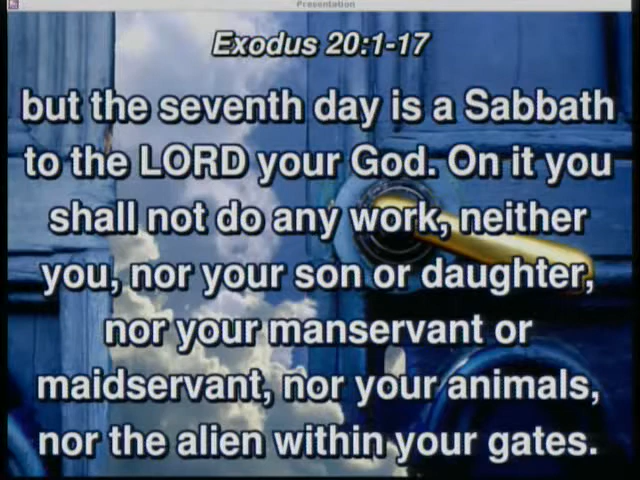 Presentation
Exodus 20:1-17
but the seventh day is a Sabbath
to the LORD your God. On it you
shall not do any work, neither
you, nor your son or daughter,
nor your manservant or
maidservant, nor your animals,
nor the alien within your gates.